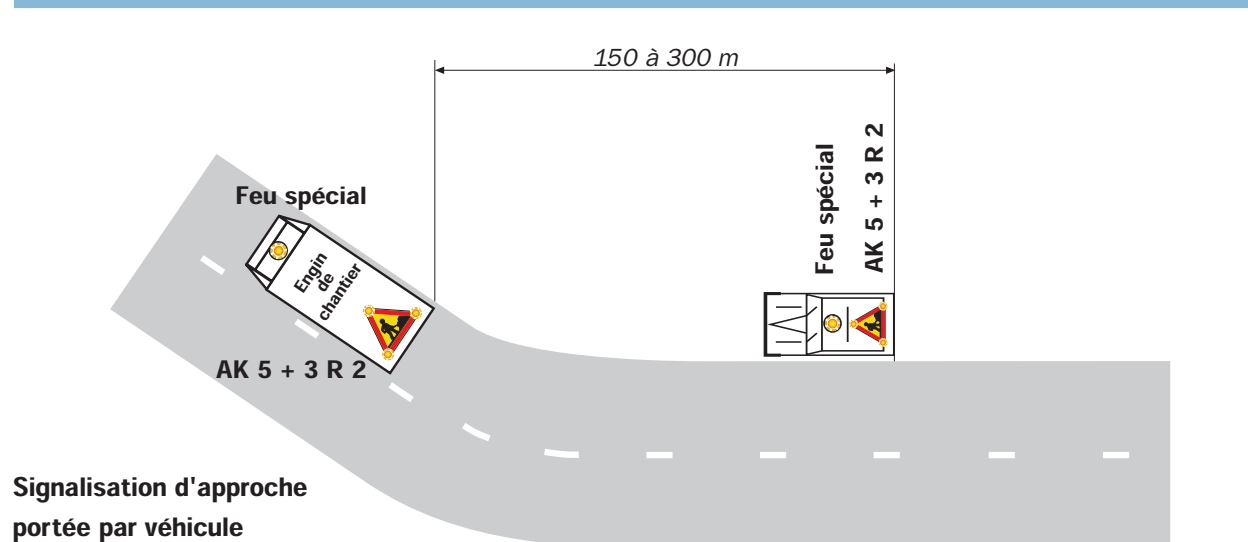 150 à 300 m
Feu spécial
AK 5 + 3 R 2
Feu spécial
Engin
de
chantier
AK 5 + 3 R 2
Signalisation d'approche
portée par véhicule